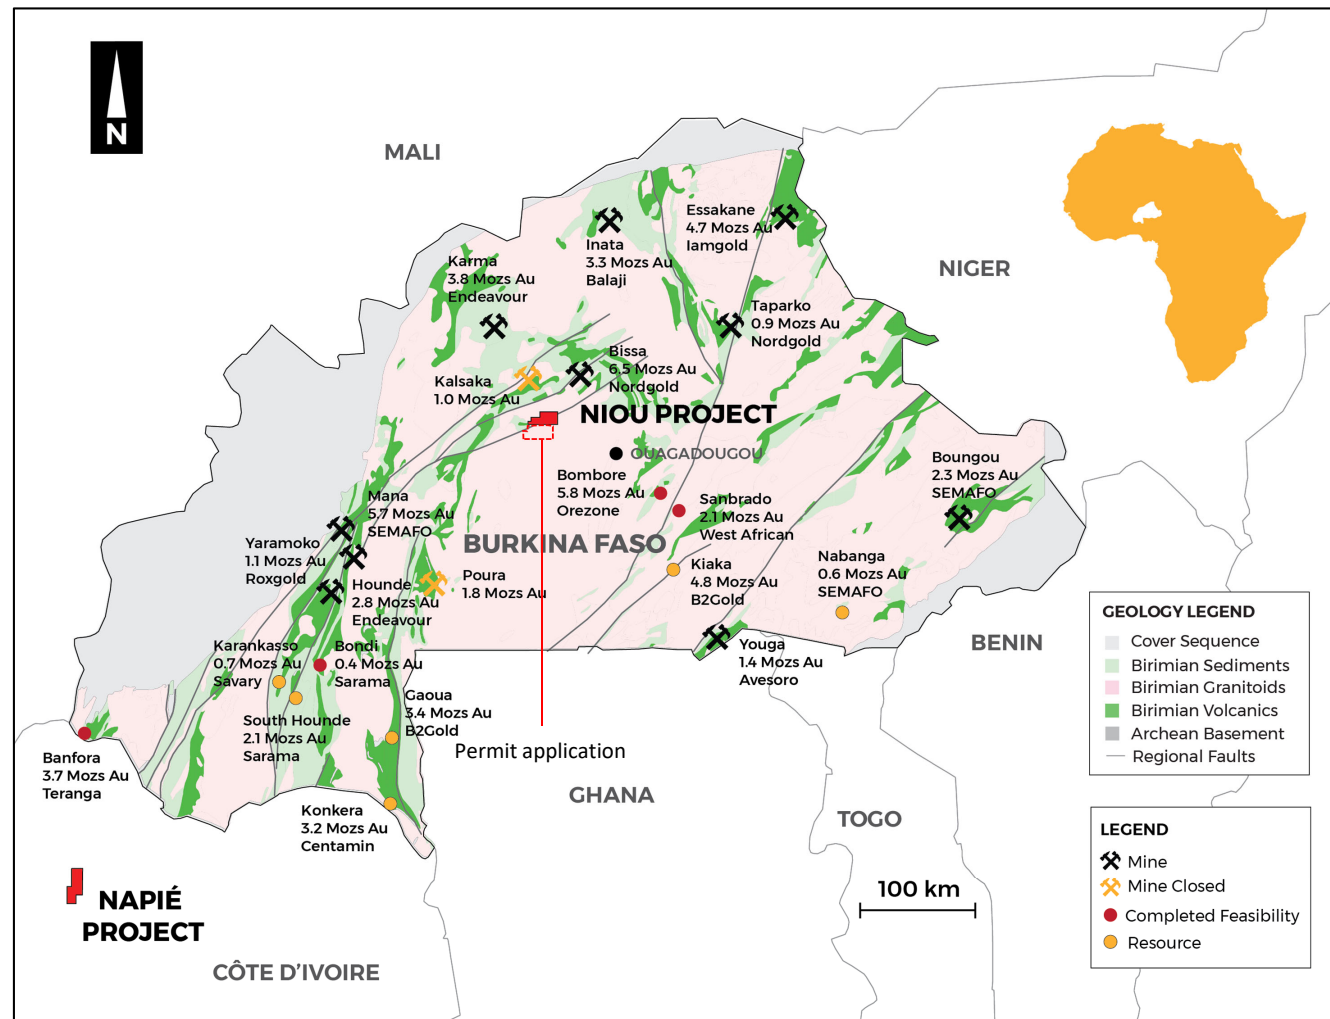 N
MALI
NIGER
Essakane
4.7 Mozs Au
Iamgold
Inata
3.3 Mozs Au
Balaji
Karma
3.8 Mozs Au
Endeavour
Taparko
0.9 Mozs Au
Nordgold
Bissa
6.5 Mozs Au
Nordgold
Kalsaka
1.0 Mozs Au
NIOU PROJECT
OUAGADOUGOU
Bombore
5.8 Mozs Au
Orezone
Boungou
2.3 Mozs Au
SEMAFO
Mana
5.7 Mozs Au
SEMAFO
Sanbrado
2.1 Mozs Au
West African
Yaramoko
1.1 Mozs Au
Roxgold
BURKINA FASO
Nabanga
0.6 Mozs Au
SEMAFO
Kiaka
4.8 Mozs Au
B2Gold
Poura
1.8 Mozs Au
Hounde
2.8 Mozs Au
Endeavour
Karankasso
0.7 Mozs Au
Savary
Bondi
0.4 Mozs Au
Sarama
Youga
1.4 Mozs Au
Avesoro
BENIN
Gaoua
3.4 Mozs Au
B2Gold
South Hounde
2.1 Mozs Au
Sarama
Permit application
Banfora
3.7 Mozs Au
Teranga
Konkera
3.2 Mozs Au
Centamin
GHANA
TOGO
NAPIÉ
PROJECT
CÔTE D'IVOIRE
100 km
GEOLOGY LEGEND
Cover Sequence
Birimian Sediments
Birimian Granitoids
Birimian Volcanics
Archean Basement
Regional Faults
LEGEND
Mine
Mine Closed
Completed Feasibility
Resource